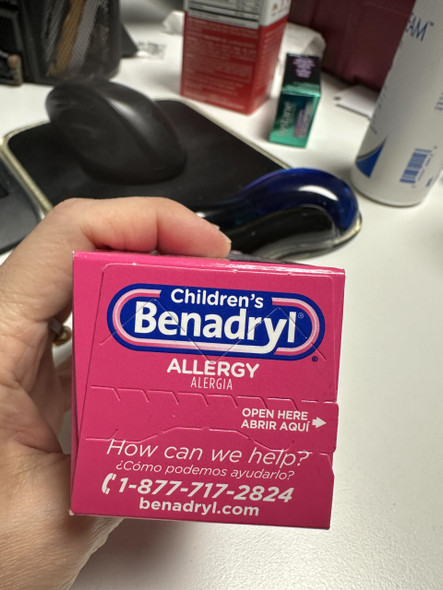 Children's
Benadryl®
®
ALLERGY
ALERGIA
OPEN HERE
ABRIR AQUÍ
How can we help?
¿Cómo podemos ayudarlo?
1-877-717-2824
benadryl.com